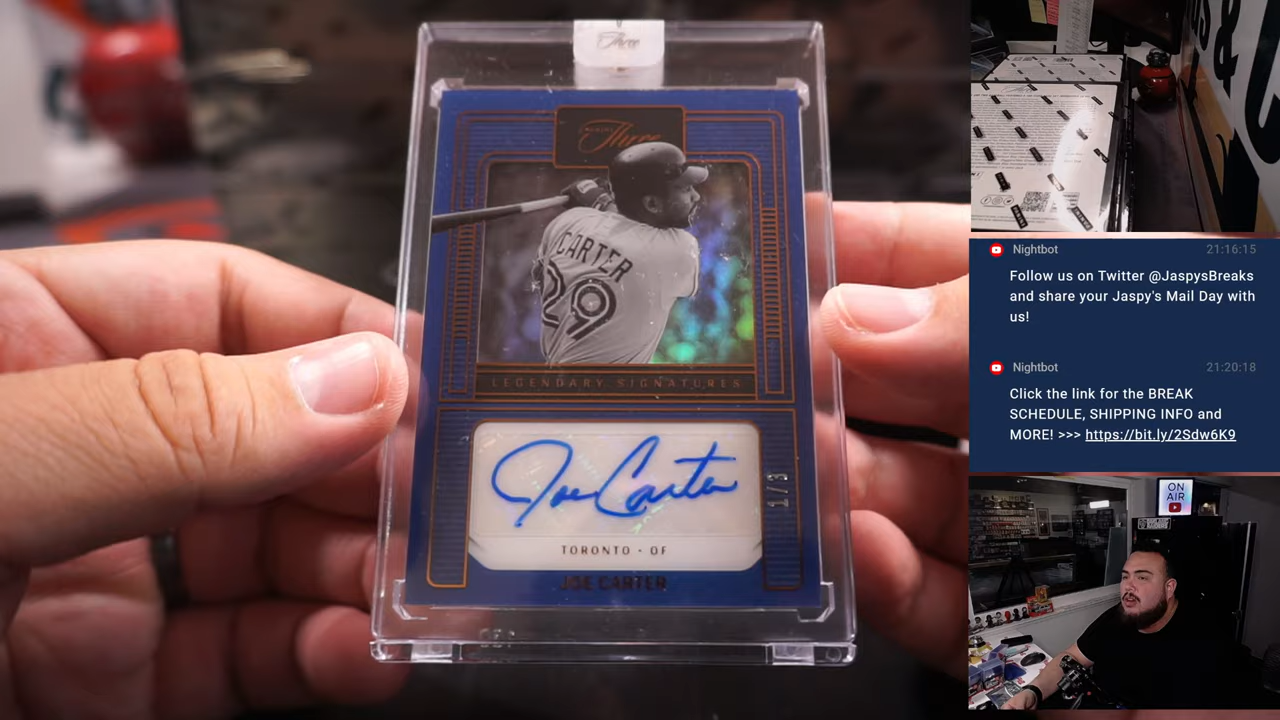 Three
PANINI
Three
CARTER
29
LEGENDARY SIGNATURES
Joe Carter
1/3
TORONTO - OF
JOE CARTER
&
Nightbot 21:16:15
Follow us on Twitter @JaspysBreaks
and share your Jaspy's Mail Day with
us!
Nightbot 21:20:18
Click the link for the BREAK
SCHEDULE, SHIPPING INFO and
MORE! >>> https://bit.ly/2Sdw6K9
ON
AIR